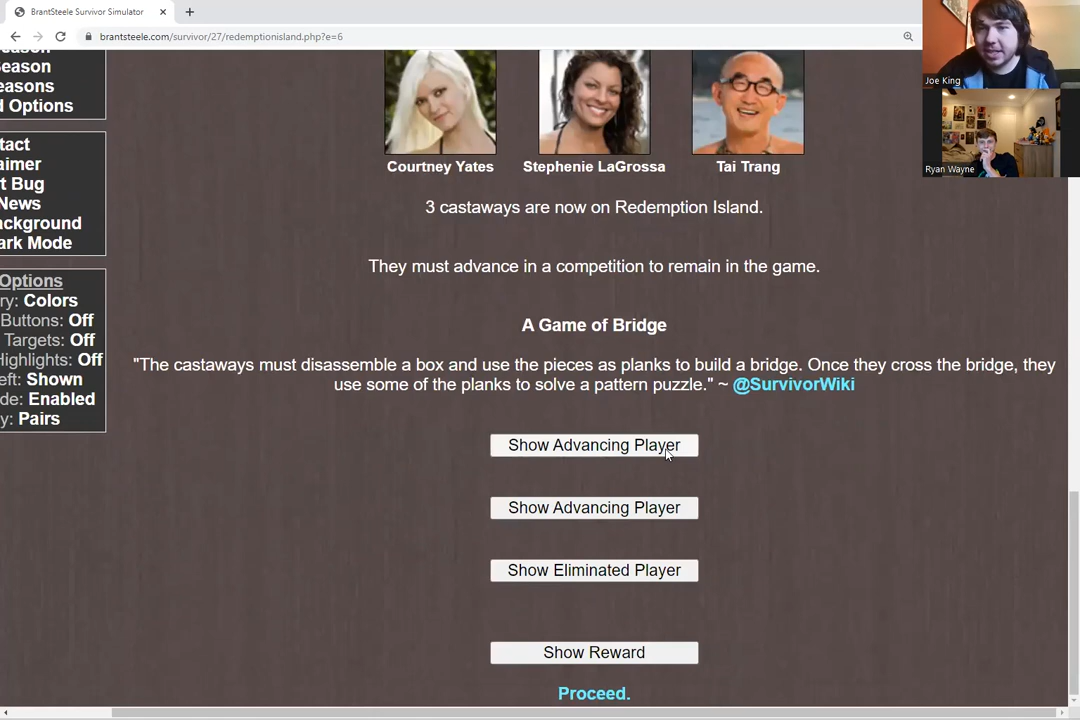 BrantSteele Survivor Simulator
brantsteele.com/survivor/27/redemptionisland.php?e=6
Joe King
Ryan Wayne
Season
Season
easons
d Options
tact
aimer
t Bug
News
ackground
ark Mode
Options
ry: Colors
Buttons: Off
Targets: Off
Highlights: Off
eft: Shown
de: Enabled
y: Pairs
Courtney Yates
Stephenie LaGrossa
Tai Trang
3 castaways are now on Redemption Island.
They must advance in a competition to remain in the game.
A Game of Bridge
"The castaways must disassemble a box and use the pieces as planks to build a bridge. Once they cross the bridge, they
use some of the planks to solve a pattern puzzle." ~ @SurvivorWiki
Show Advancing Player
Show Advancing Player
Show Eliminated Player
Show Reward
Proceed.